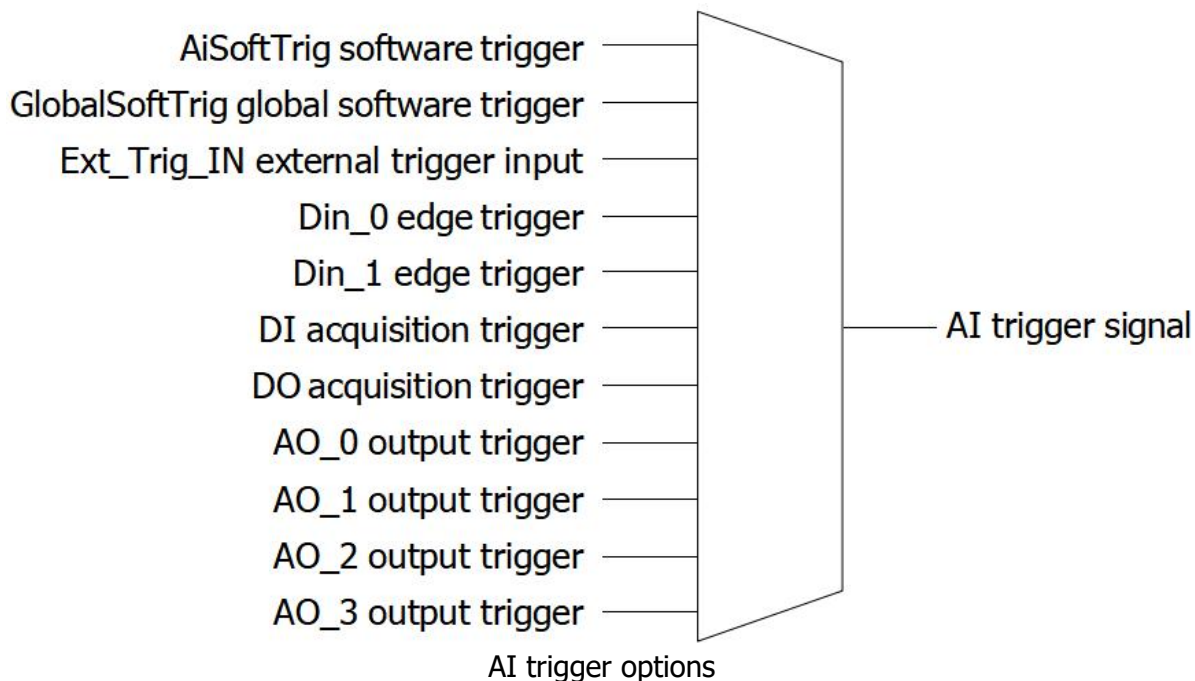 AiSoftTrig software trigger
GlobalSoftTrig global software trigger
Ext_Trig_IN external trigger input
Din_0 edge trigger
Din_1 edge trigger
DI acquisition trigger
AI trigger signal
DO acquisition trigger
AO_0 output trigger
AO_1 output trigger
AO_2 output trigger
AO_3 output trigger
AI trigger options